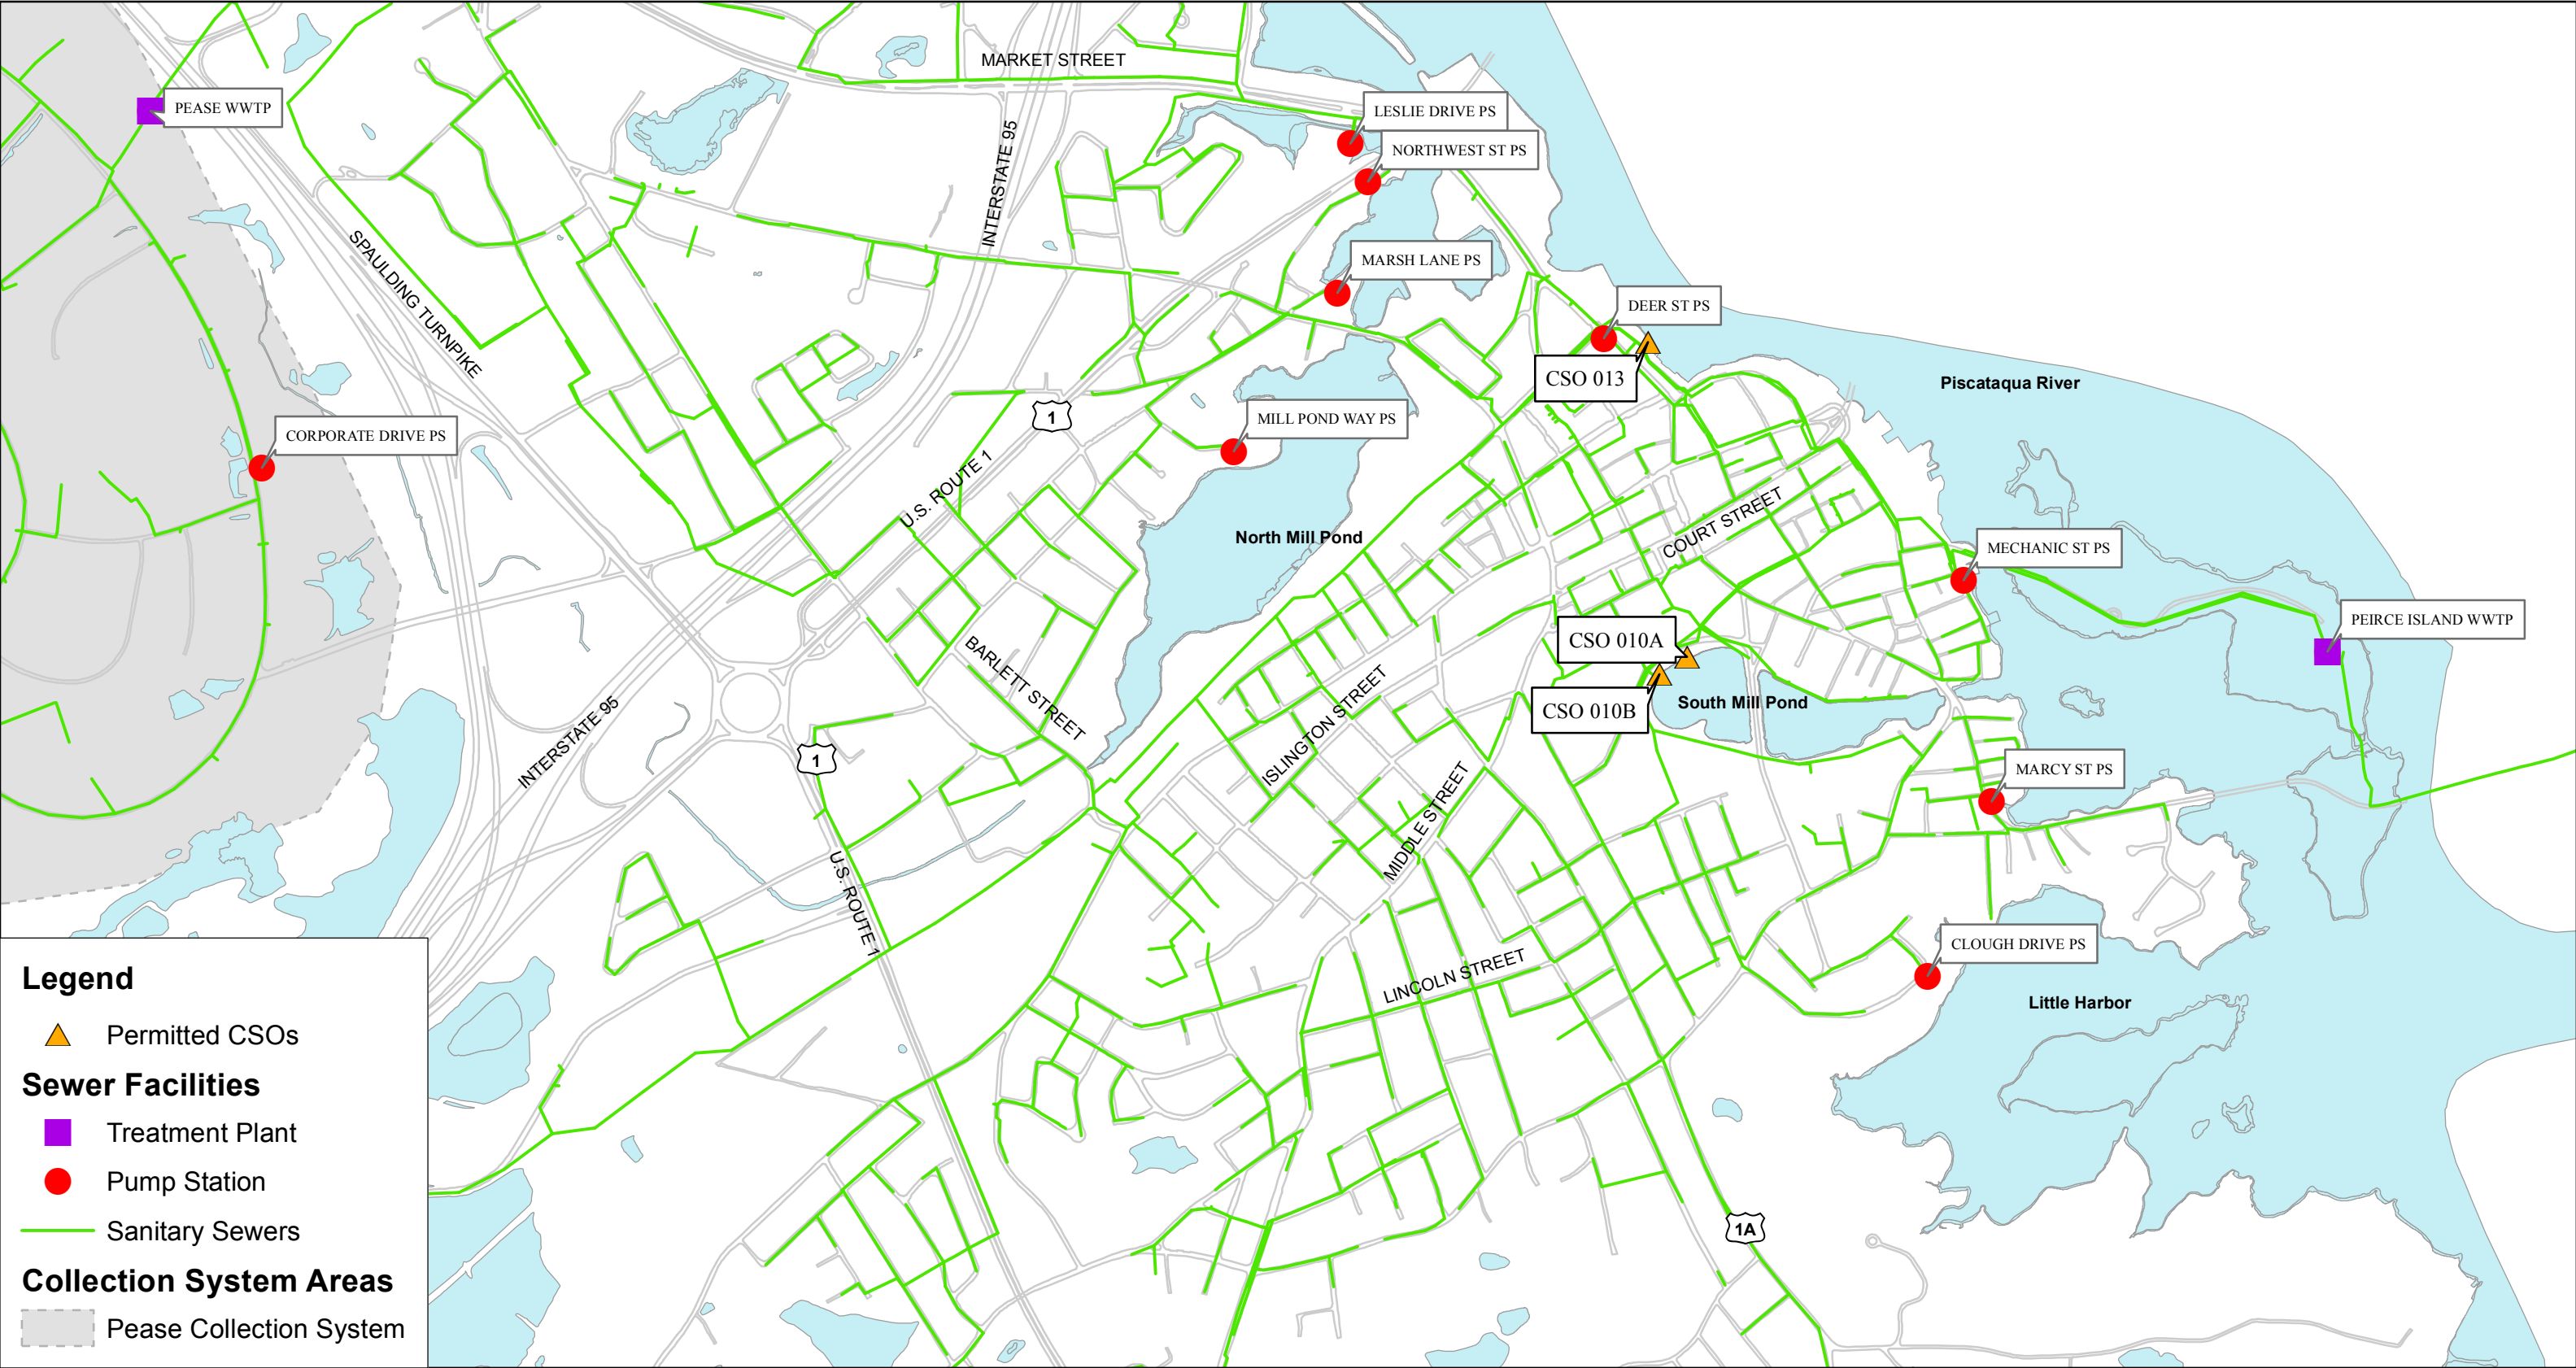 MARKET STREET
PEASE WWTP
LESLIE DRIVE PS
NORTHWEST ST PS
INTERSTATE 95
SPAULDING TURNPIKE
MARSH LANE PS
DEER ST PS
CSO 013
Piscataqua River
1
MILL POND WAY PS
CORPORATE DRIVE PS
U.S. ROUTE 1
North Mill Pond
COURT STREET
MECHANIC ST PS
PEIRCE ISLAND WWTP
CSO 010A
BARLETT STREET
CSO 010B
South Mill Pond
ISLINGTON STREET
INTERSTATE 95
1
MARCY ST PS
MIDDLE STREET
U.S. ROUTE 1
CLOUGH DRIVE PS
LINCOLN STREET
Little Harbor
1A
Legend
Permitted CSOs
Sewer Facilities
Treatment Plant
Pump Station
Sanitary Sewers
Collection System Areas
Pease Collection System